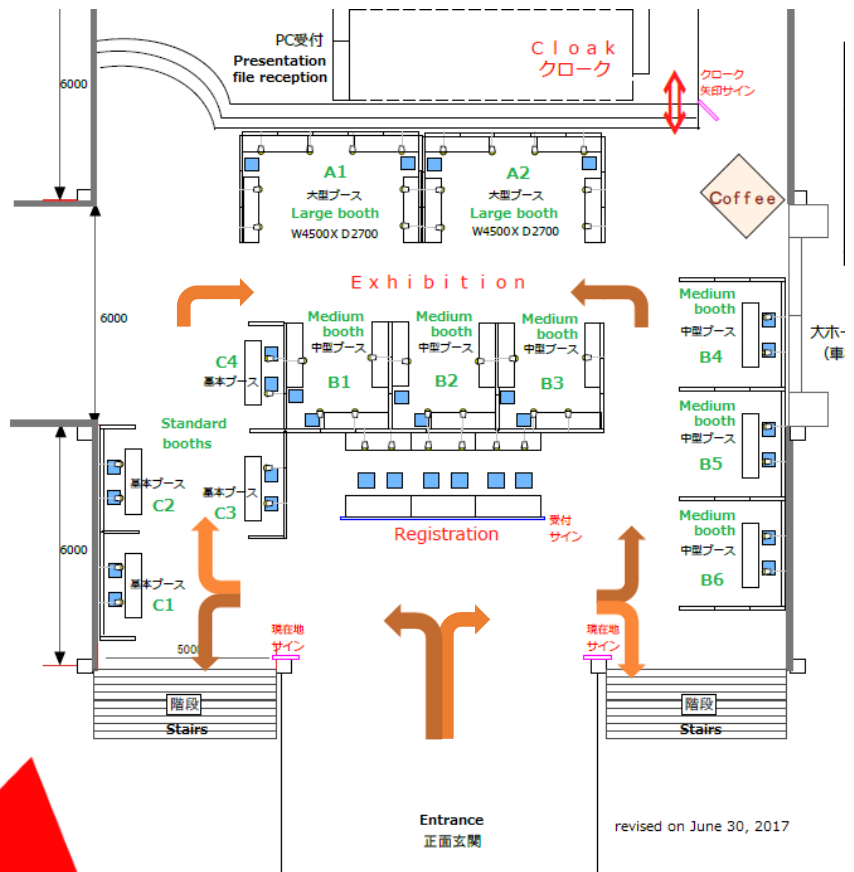 PC受付
Presentation
file reception
Cloak
クローク
クローク
矢印サイン
6000
A1
大型ブース
Large booth
W4500X D2700
A2
大型ブース
Large booth
W4500X D2700
Coffee
Exhibition
6000
Medium
booth
中型ブース
B1
Medium
booth
中型ブース
B2
Medium
booth
中型ブース
B3
Medium
booth
中型ブース
B4
大ホー
（車
C4
基本ブース
Standard
booths
Medium
booth
中型ブース
B5
基本ブース
C2
基本ブース
C3
Registration
受付
サイン
Medium
booth
中型ブース
B6
6000
基本ブース
C1
現在地
サイン
現在地
サイン
5000
階段
Stairs
階段
Stairs
Entrance
正面玄関
revised on June 30, 2017